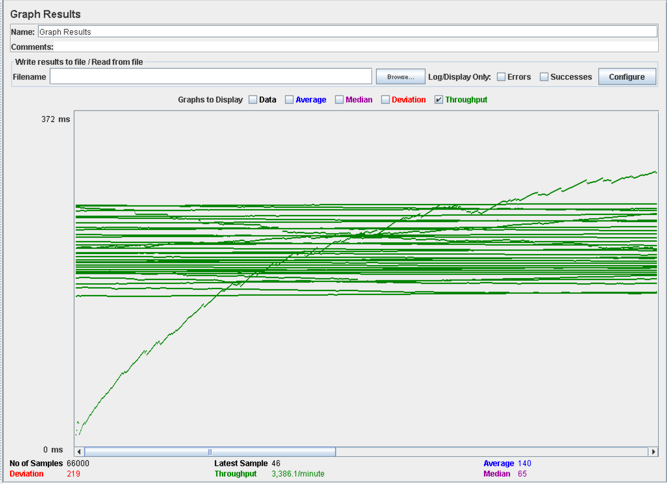 Graph Results
Name: Graph Results
Comments:
Write results to file / Read from file
Filename Browse... Log/Display Only: Errors Successes Configure
Graphs to Display Data Average Median Deviation Throughput
372 ms
0 ms
No of Samples 66000 Latest Sample 46 Average 140
Deviation 219 Throughput 3,386.1/minute Median 65